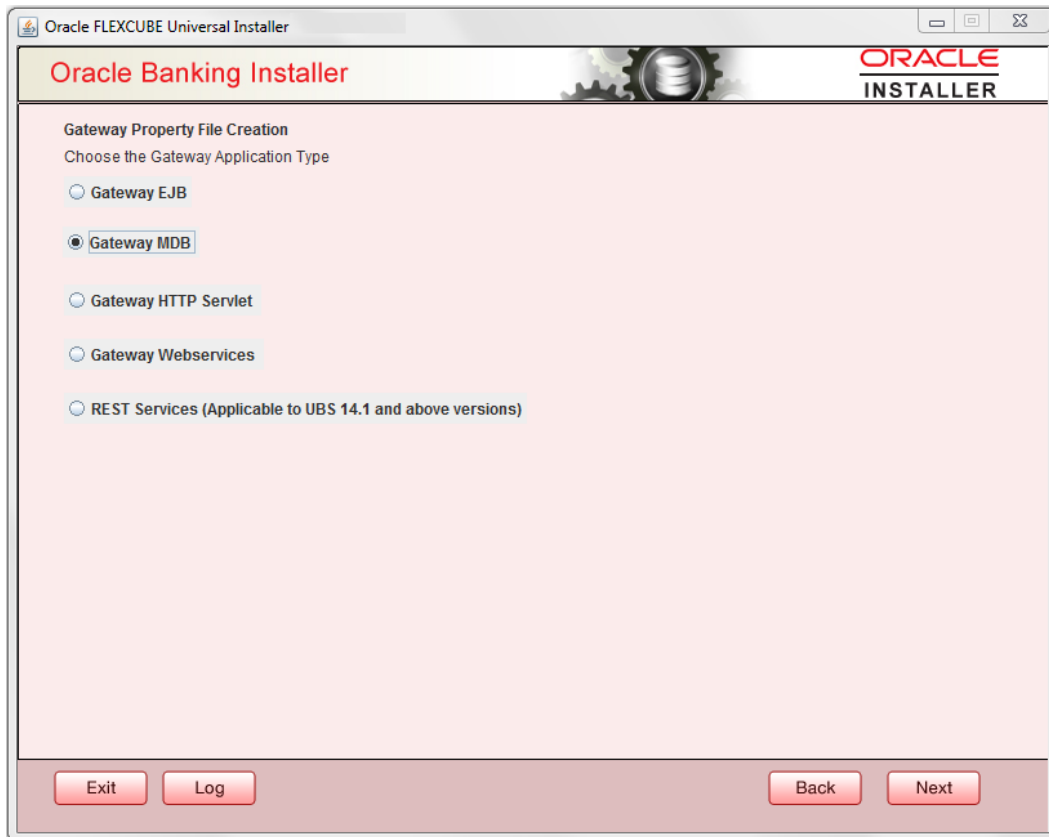 Oracle FLEXCUBE Universal Installer
Oracle Banking Installer
ORACLE
INSTALLER
Gateway Property File Creation
Choose the Gateway Application Type
Gateway EJB
Gateway MDB
Gateway HTTP Servlet
Gateway Webservices
REST Services (Applicable to UBS 14.1 and above versions)
Exit Log Back Next